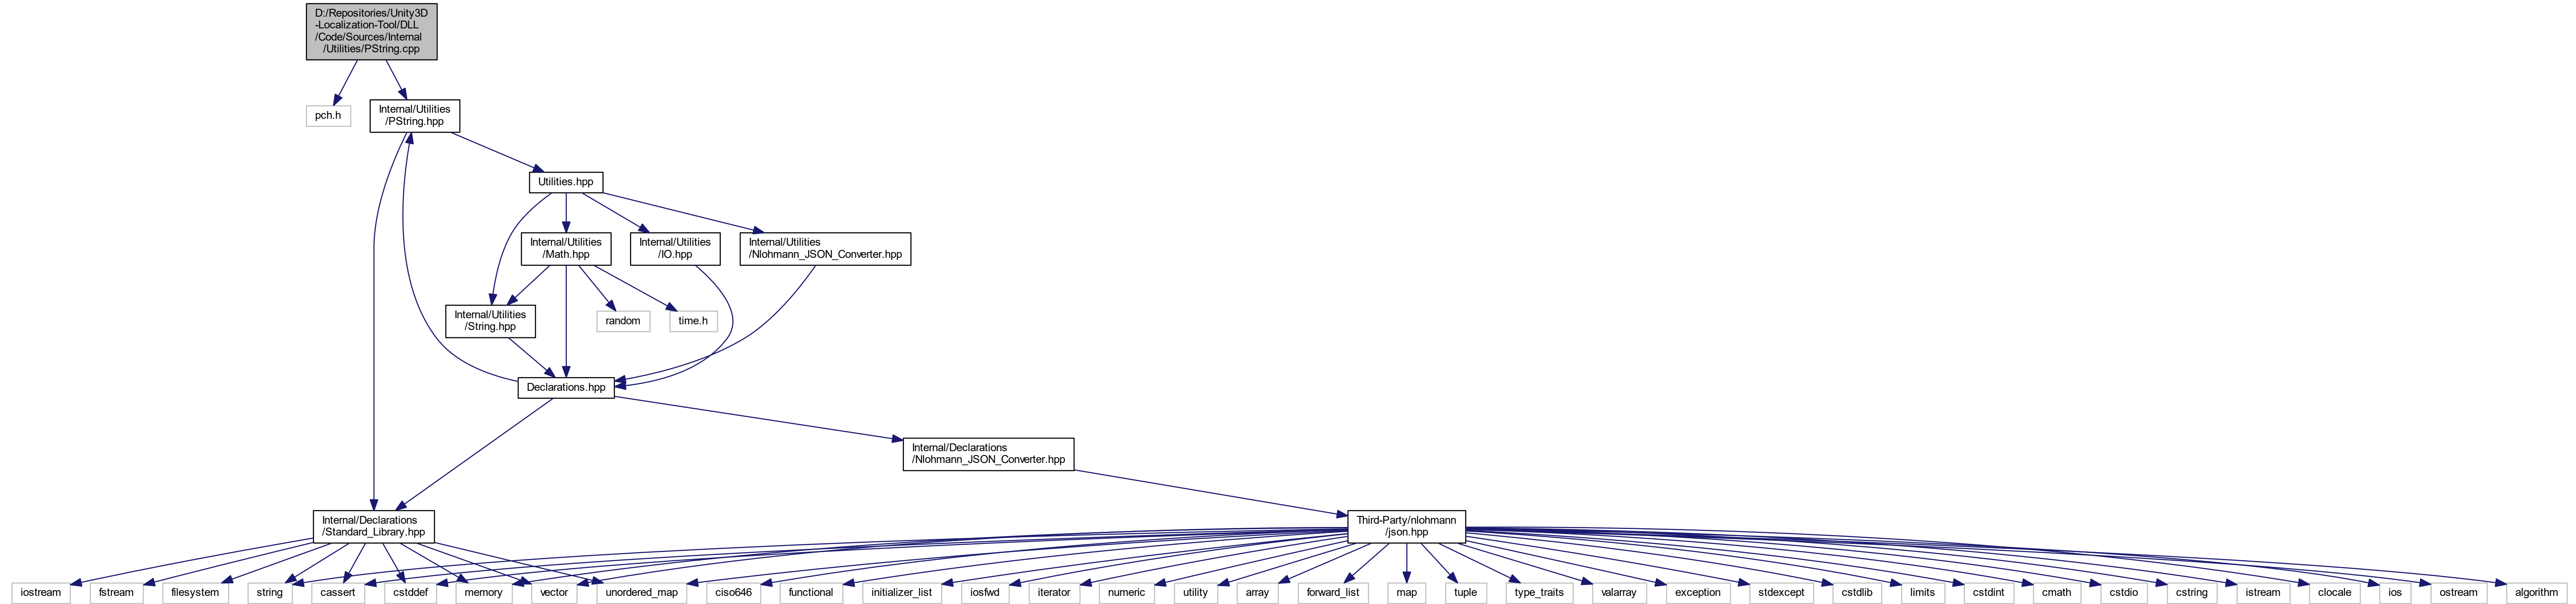 D:/Repositories/Unity3D
-Localization-Tool/DLL
/Code/Sources/Internal
/Utilities/PString.cpp
pch.h
Internal/Utilities
/PString.hpp
Utilities.hpp
Internal/Utilities
/Math.hpp
Internal/Utilities
/IO.hpp
Internal/Utilities
/Nlohmann_JSON_Converter.hpp
Internal/Utilities
/String.hpp
random
time.h
Declarations.hpp
Internal/Declarations
/Nlohmann_JSON_Converter.hpp
Internal/Declarations
/Standard_Library.hpp
Third-Party/nlohmann
/json.hpp
iostream
fstream
filesystem
string
cassert
cstddef
memory
vector
unordered_map
ciso646
functional
initializer_list
iosfwd
iterator
numeric
utility
array
forward_list
map
tuple
type_traits
valarray
exception
stdexcept
cstdlib
limits
cstdint
cmath
cstdio
cstring
istream
clocale
ios
ostream
algorithm